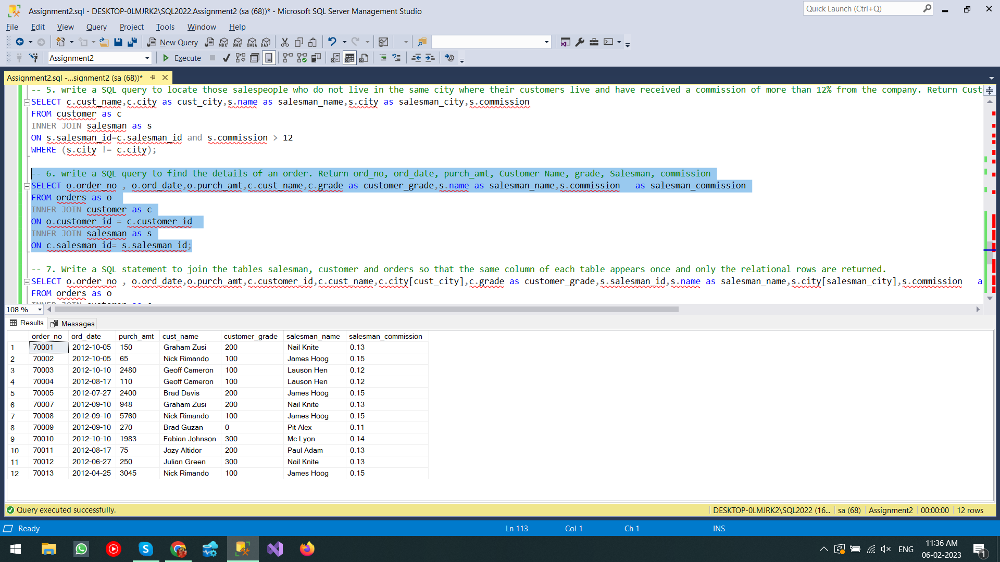 Assignment2.sql - DESKTOP-0LMJRK2\SQL2022.Assignment2 (sa (68))* - Microsoft SQL Server Management Studio
Quick Launch (Ctrl+Q)
File Edit View Query Project Tools Window Help
New Query MDX DMX XMLA DAX
Assignment2 Execute
Assignment2.sql -...signment2 (sa (68))*
-- 5. write a SQL query to locate those salespeople who do not live in the same city where their customers live and have received a commission of more than 12% from the company. Return Cust
SELECT c.cust_name,c.city as cust_city,s.name as salesman_name,s.city as salesman_city,s.commission
FROM customer as c
INNER JOIN salesman as s
ON s.salesman_id=c.salesman_id and s.commission > 12
WHERE (s.city != c.city);
-- 6. write a SQL query to find the details of an order. Return ord_no, ord_date, purch_amt, Customer Name, grade, Salesman, commission
SELECT o.order_no , o.ord_date,o.purch_amt,c.cust_name,c.grade as customer_grade,s.name as salesman_name,s.commission   as salesman_commission
FROM orders as o
INNER JOIN customer as c
ON o.customer_id = c.customer_id
INNER JOIN salesman as s
ON c.salesman_id= s.salesman_id;
-- 7. Write a SQL statement to join the tables salesman, customer and orders so that the same column of each table appears once and only the relational rows are returned.
SELECT o.order_no , o.ord_date,o.purch_amt,c.customer_id,c.cust_name,c.city[cust_city],c.grade as customer_grade,s.salesman_id,s.name as salesman_name,s.city[salesman_city],s.commission   a
FROM orders as o
INNER JOIN customer as c
108 %
Results Messages
order_no ord_date purch_amt cust_name customer_grade salesman_name salesman_commission
1 70001 2012-10-05 150 Graham Zusi 200 Nail Knite 0.13
2 70002 2012-10-05 65 Nick Rimando 100 James Hoog 0.15
3 70003 2012-10-10 2480 Geoff Cameron 100 Lauson Hen 0.12
4 70004 2012-08-17 110 Geoff Cameron 100 Lauson Hen 0.12
5 70005 2012-07-27 2400 Brad Davis 200 James Hoog 0.15
6 70007 2012-09-10 948 Graham Zusi 200 Nail Knite 0.13
7 70008 2012-09-10 5760 Nick Rimando 100 James Hoog 0.15
8 70009 2012-09-10 270 Brad Guzan 0 Pit Alex 0.11
9 70010 2012-10-10 1983 Fabian Johnson 300 Mc Lyon 0.14
10 70011 2012-08-17 75 Jozy Altidor 200 Paul Adam 0.13
11 70012 2012-06-27 250 Julian Green 300 Nail Knite 0.13
12 70013 2012-04-25 3045 Nick Rimando 100 James Hoog 0.15
Query executed successfully. DESKTOP-0LMJRK2\SQL2022 (16... sa (68) Assignment2 00:00:00 12 rows
Ready Ln 113 Col 1 Ch 1 INS
ENG
11:36 AM
06-02-2023
1